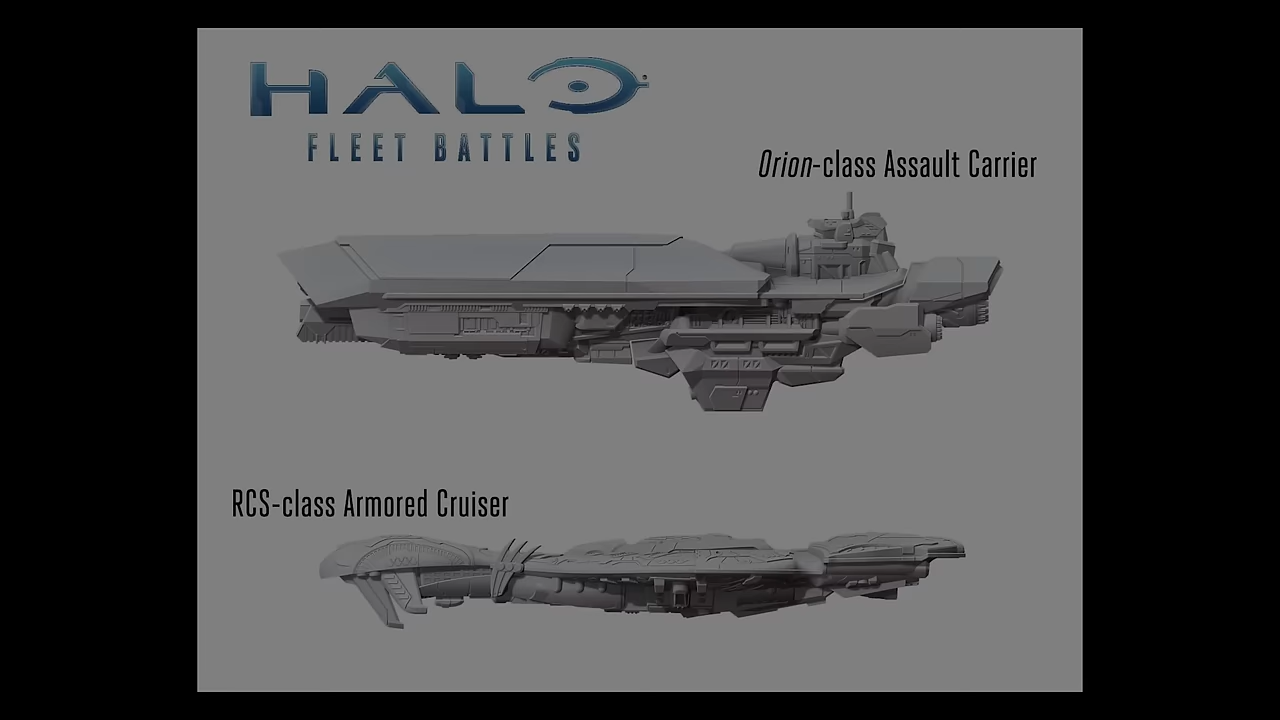 HALO
FLEET BATTLES
Orion-class Assault Carrier
RCS-class Armored Cruiser